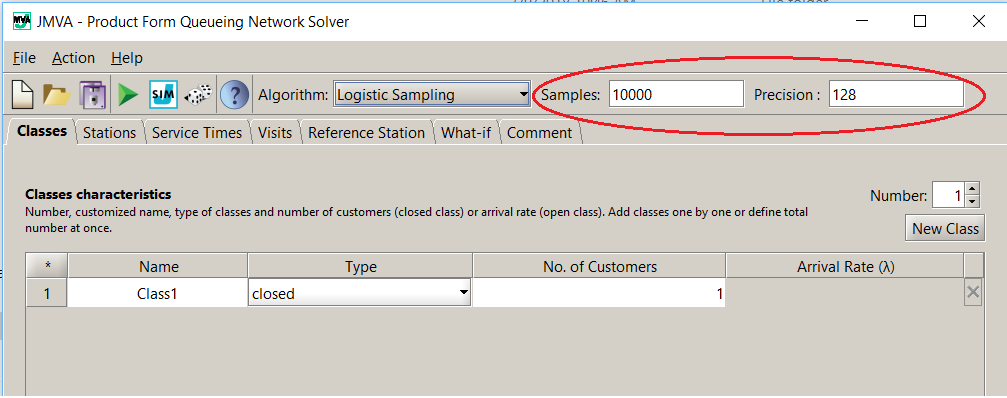 JMVA - Product Form Queueing Network Solver
File Action Help
SIM Algorithm: Logistic Sampling Samples: 10000 Precision : 128
Classes Stations Service Times Visits Reference Station What-if Comment
Classes characteristics
Number, customized name, type of classes and number of customers (closed class) or arrival rate (open class). Add classes one by one or define total
number at once.
Number: 1
New Class
* Name Type No. of Customers Arrival Rate (λ)
1 Class1 closed 1